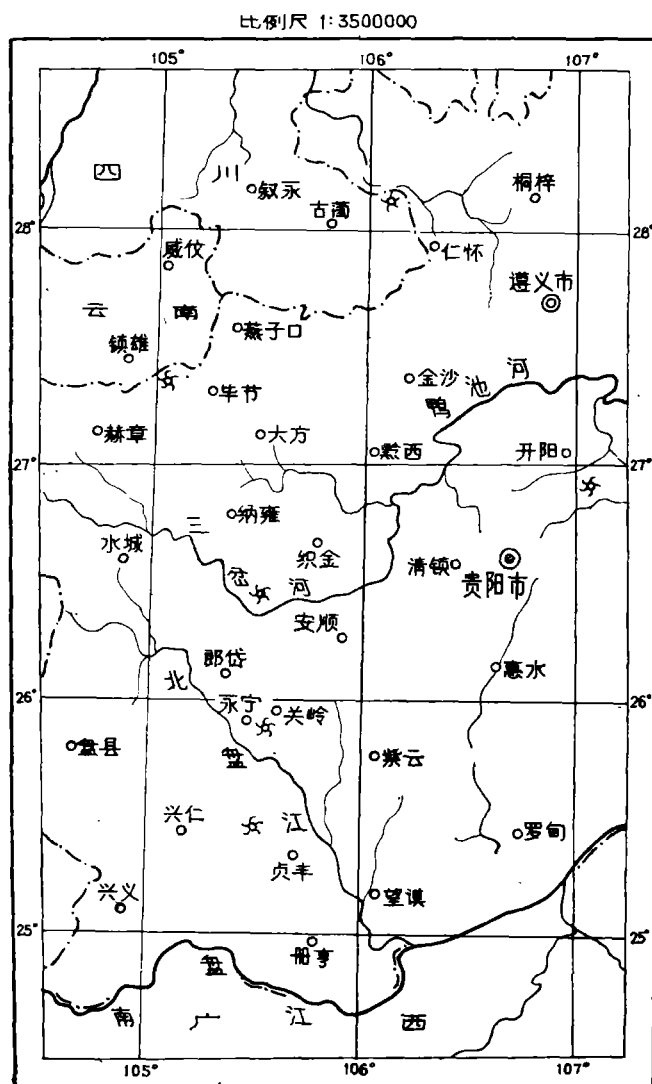 比例尺 1:3500000
105° 106° 107°
四 川
叙永
古蔺
桐梓
28° 28°
仁怀
威仪
遵义市
云 南
燕子口
镇雄
毕节
金沙
鸭池河
赫章
大方
黔西
开阳
27° 27°
纳雍
三岔河
水城
织金
清镇
贵阳市
安顺
郎岱
惠水
北盘江
永宁
关岭
26° 26°
盘县
紫云
兴仁
罗甸
贞丰
兴义
望谟
25° 25°
册亨
南盘江
广 西
105° 106° 107°